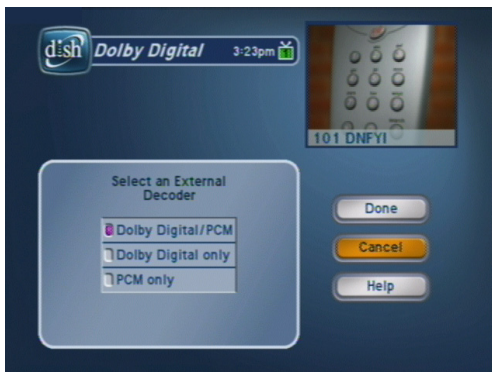 dish Dolby Digital 3:23pm
101 DNFYI
Select an External
Decoder
Dolby Digital/PCM
Dolby Digital only
PCM only
Done
Cancel
Help